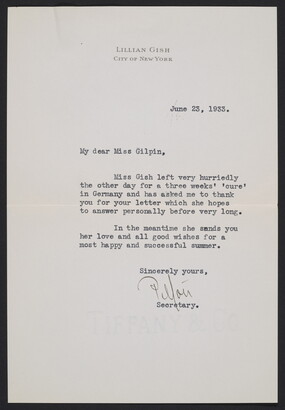 LILLIAN GISH
CITY OF NEW YORK
June 23, 1933.
My dear Miss Gilpin,
Miss Gish left very hurriedly
the other day for a three weeks' 'cure'
in Germany and has asked me to thank
you for your letter which she hopes
to answer personally before very long.
In the meantime she sends you
her love and all good wishes for a
most happy and successful summer.
Sincerely yours,
Secretary.
TIFFANY & CO